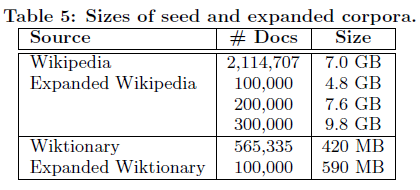 Table 5: Sizes of seed and expanded corpora.
Source # Docs Size
Wikipedia 2,114,707 7.0 GB
Expanded Wikipedia 100,000 4.8 GB
200,000 7.6 GB
300,000 9.8 GB
Wiktionary 565,335 420 MB
Expanded Wiktionary 100,000 590 MB